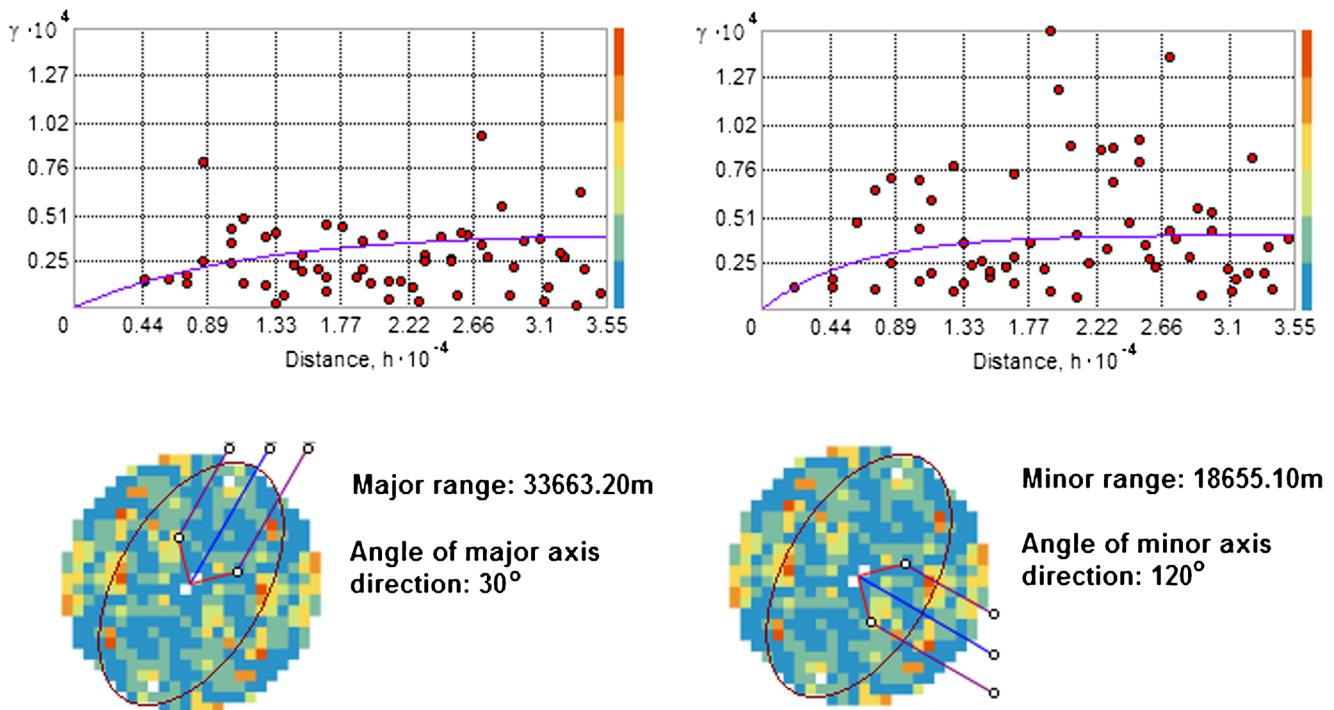 γ ·10⁴
1.27
1.02
0.76
0.51
0.25
0 0.44 0.89 1.33 1.77 2.22 2.66 3.1 3.55
Distance, h · 10⁻⁴
γ ·10⁴
1.27
1.02
0.76
0.51
0.25
0 0.44 0.89 1.33 1.77 2.22 2.66 3.1 3.55
Distance, h · 10⁻⁴
Major range: 33663.20m
Angle of major axis
direction: 30°
Minor range: 18655.10m
Angle of minor axis
direction: 120°